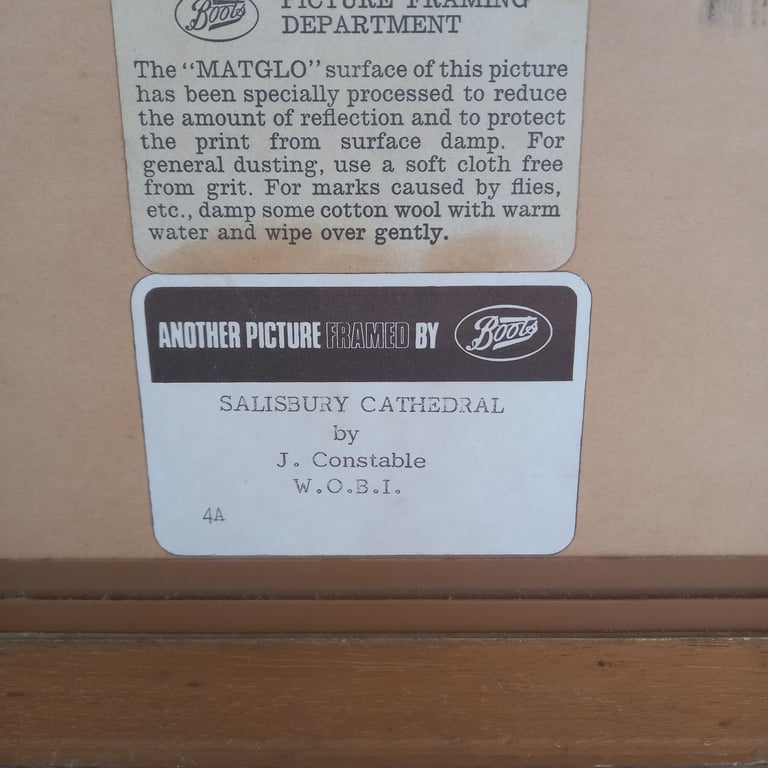 Boots PICTURE FRAMING
DEPARTMENT
The “MATGLO” surface of this picture
has been specially processed to reduce
the amount of reflection and to protect
the print from surface damp. For
general dusting, use a soft cloth free
from grit. For marks caused by flies,
etc., damp some cotton wool with warm
water and wipe over gently.
ANOTHER PICTURE FRAMED BY Boots
SALISBURY CATHEDRAL
by
J. Constable
W.O.B.I.
4A